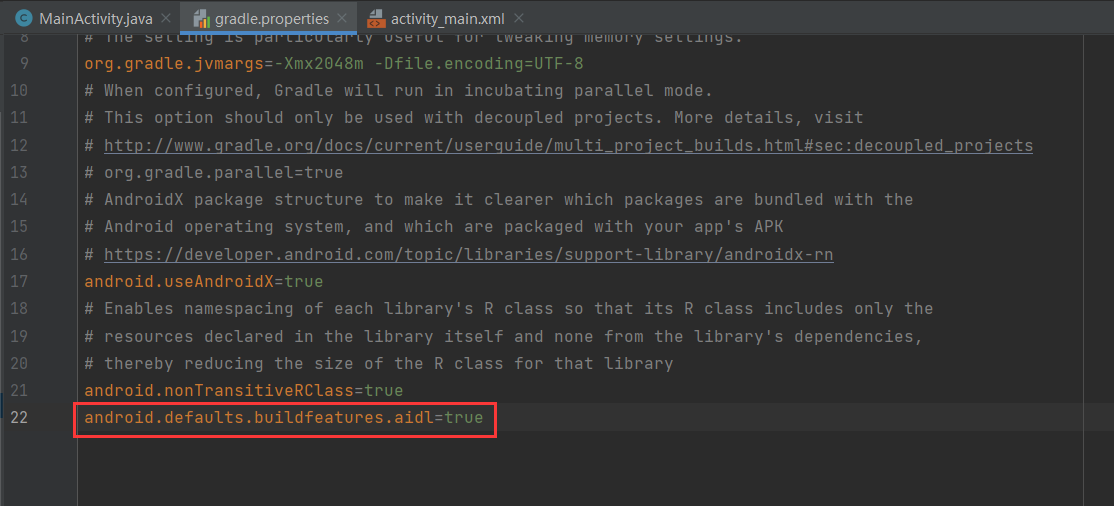 MainActivity.java gradle.properties activity_main.xml
8 # The setting is particularly useful for tweaking memory settings.
9 org.gradle.jvmargs=-Xmx2048m -Dfile.encoding=UTF-8
10 # When configured, Gradle will run in incubating parallel mode.
11 # This option should only be used with decoupled projects. More details, visit
12 # http://www.gradle.org/docs/current/userguide/multi_project_builds.html#sec:decoupled_projects
13 # org.gradle.parallel=true
14 # AndroidX package structure to make it clearer which packages are bundled with the
15 # Android operating system, and which are packaged with your app's APK
16 # https://developer.android.com/topic/libraries/support-library/androidx-rn
17 android.useAndroidX=true
18 # Enables namespacing of each library's R class so that its R class includes only the
19 # resources declared in the library itself and none from the library's dependencies,
20 # thereby reducing the size of the R class for that library
21 android.nonTransitiveRClass=true
22 android.defaults.buildfeatures.aidl=true